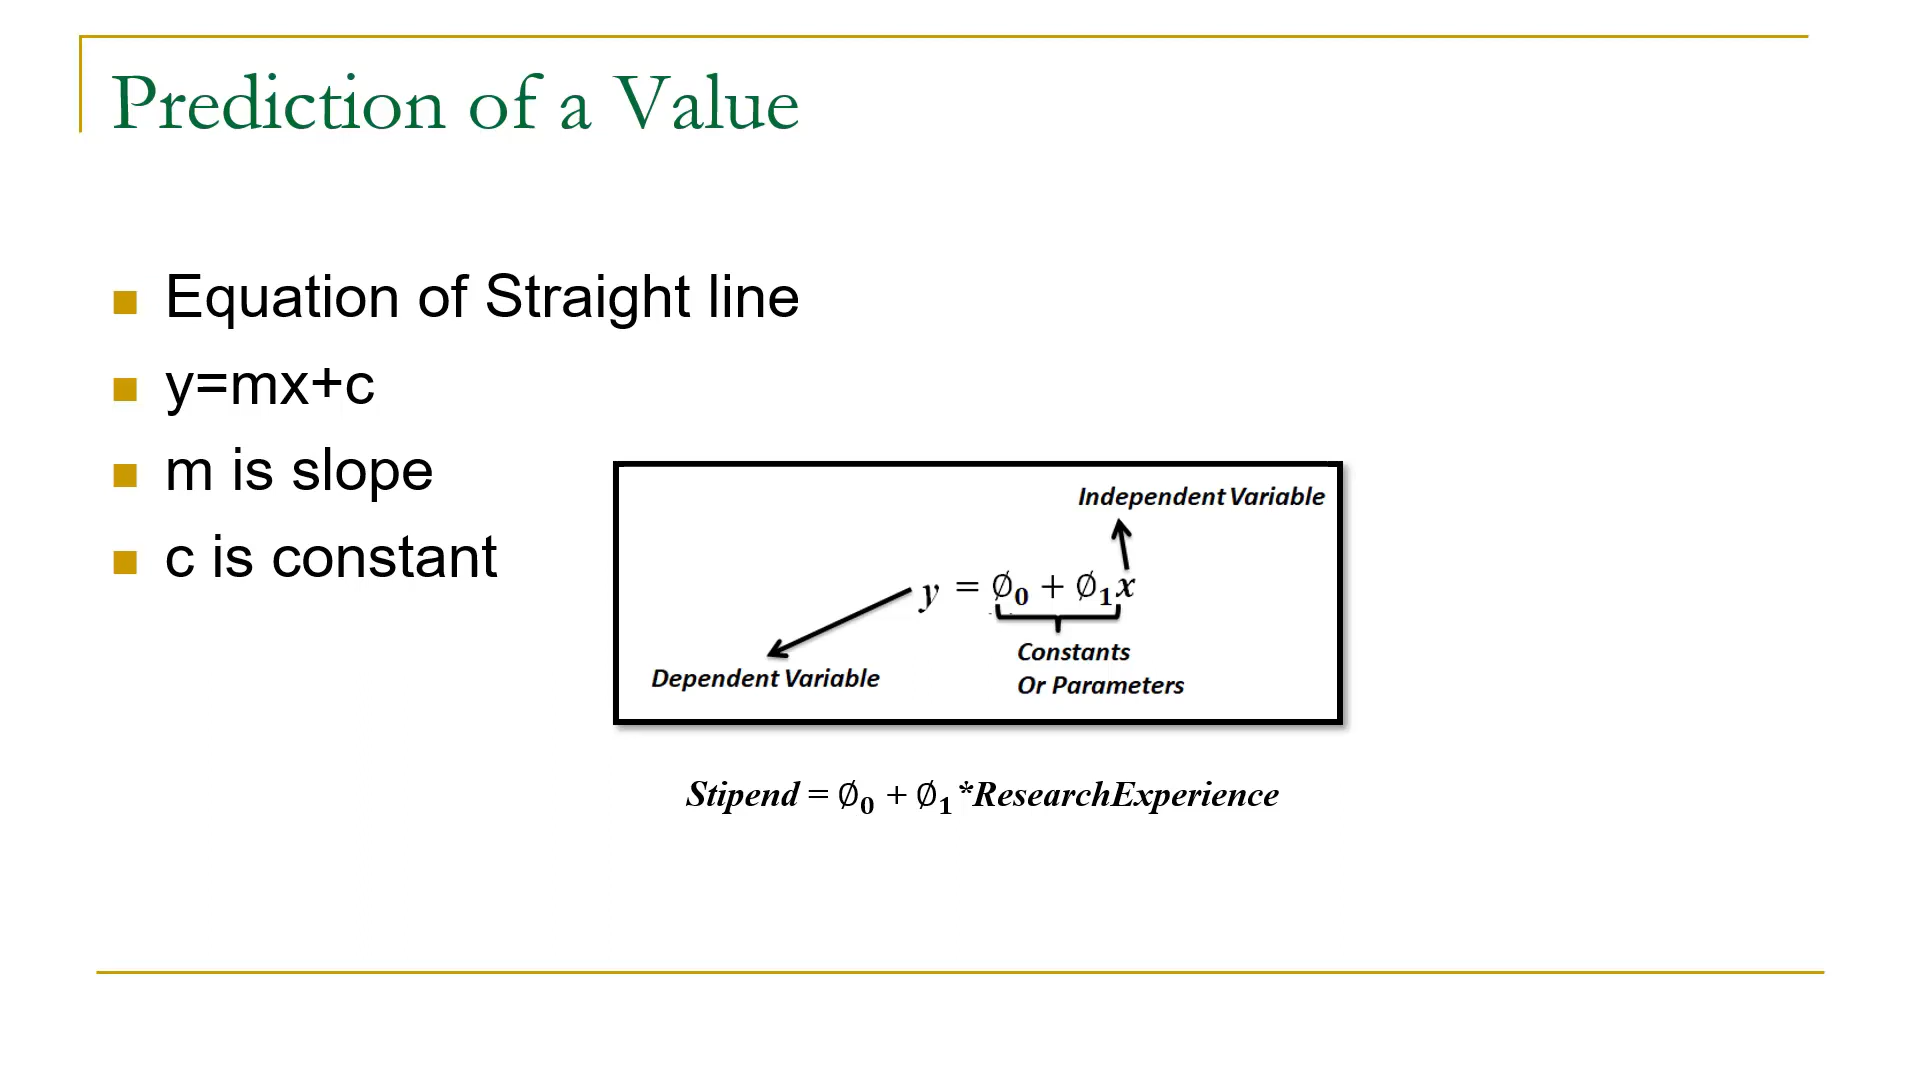 Prediction of a Value
Equation of Straight line
y=mx+c
m is slope
c is constant
Independent Variable
y = ∅₀ + ∅₁x
Constants
Or Parameters
Dependent Variable
Stipend = ∅₀ + ∅₁*ResearchExperience